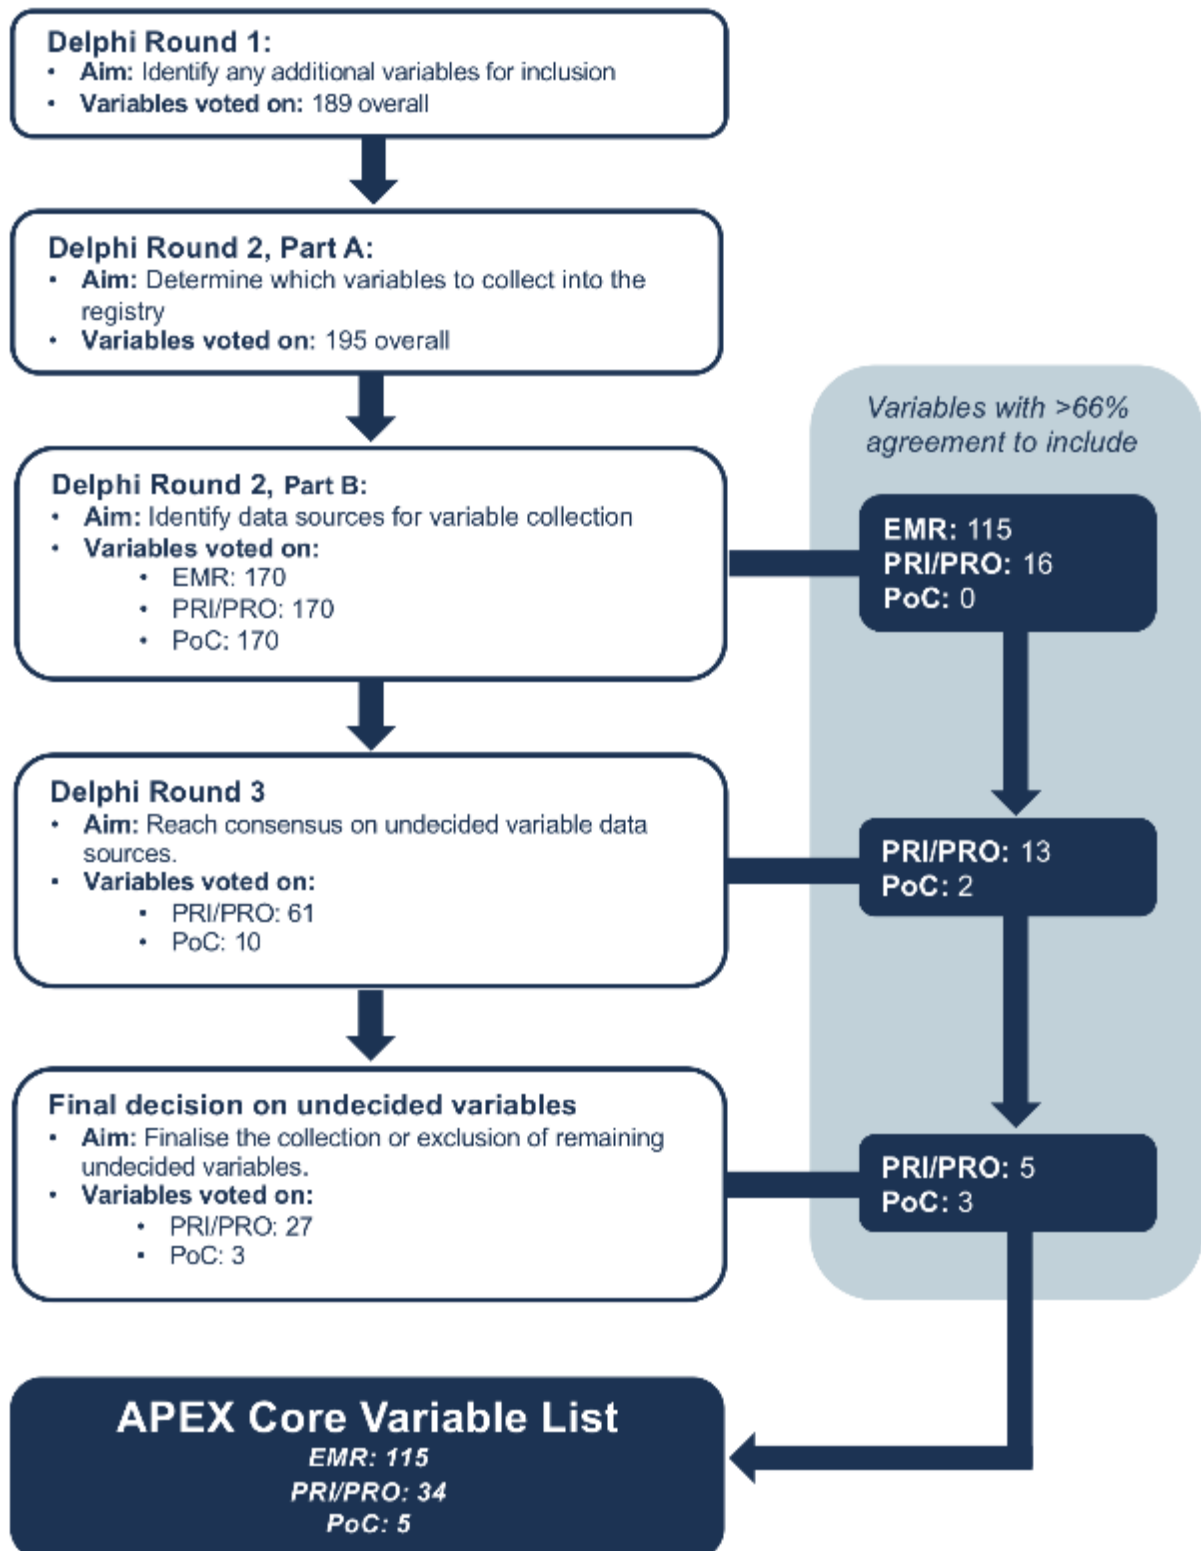 Delphi Round 1:
• Aim: Identify any additional variables for inclusion
• Variables voted on: 189 overall
Delphi Round 2, Part A:
• Aim: Determine which variables to collect into the
registry
• Variables voted on: 195 overall
Variables with >66%
agreement to include
Delphi Round 2, Part B:
• Aim: Identify data sources for variable collection
• Variables voted on:
• EMR: 170
• PRI/PRO: 170
• PoC: 170
EMR: 115
PRI/PRO: 16
PoC: 0
Delphi Round 3
• Aim: Reach consensus on undecided variable data
sources.
• Variables voted on:
• PRI/PRO: 61
• PoC: 10
PRI/PRO: 13
PoC: 2
Final decision on undecided variables
• Aim: Finalise the collection or exclusion of remaining
undecided variables.
• Variables voted on:
• PRI/PRO: 27
• PoC: 3
PRI/PRO: 5
PoC: 3
APEX Core Variable List
EMR: 115
PRI/PRO: 34
PoC: 5